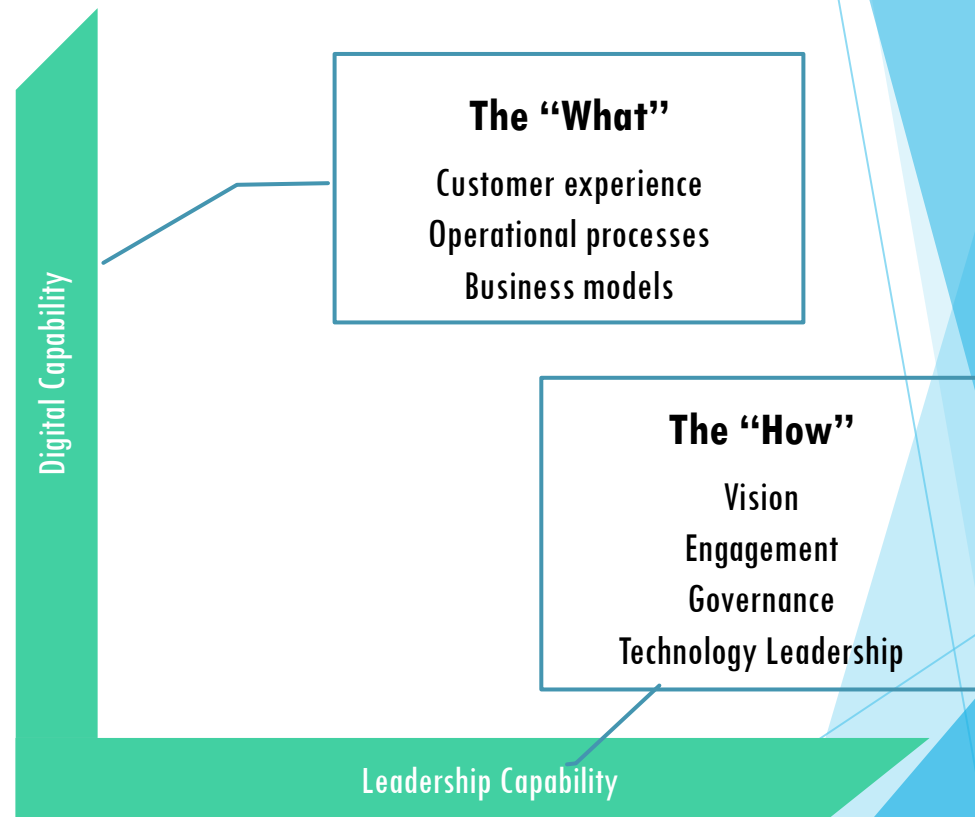 The “What”
Customer experience
Operational processes
Business models
Digital Capability
The “How”
Vision
Engagement
Governance
Technology Leadership
Leadership Capability